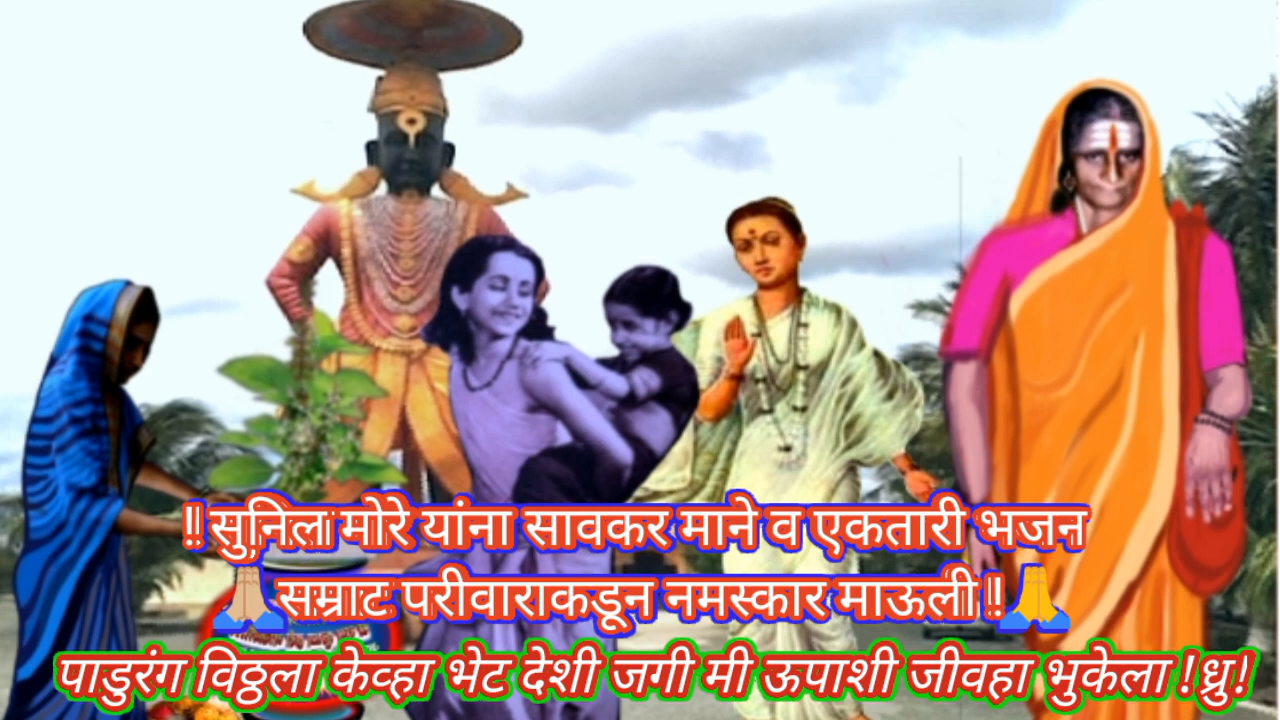 ‼सुनिल मोरे यांना सावकर माने व एकतारी भजन
🙏🏼सम्राट परीवाराकडून नमस्कार माऊली‼🙏
पाडुरंग विठ्ठला केव्हा भेट देशी जगी मी ऊपाशी जीवहा भुकेला !ध्रु!